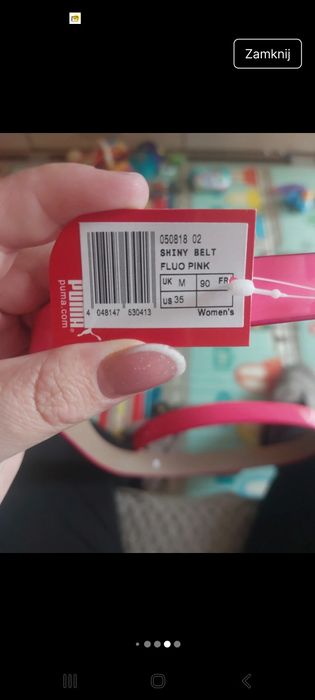 Zamknij
050818 02
SHINY BELT
FLUO PINK
UK M 90 FR
US 35
Women's
4 048147 530413
PUMA
puma.com